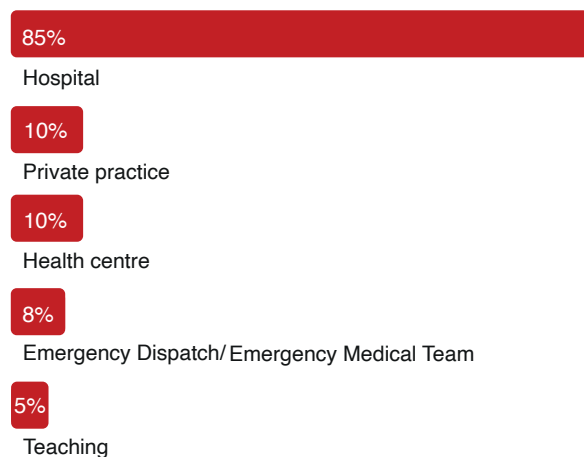 85%
Hospital
10%
Private practice
10%
Health centre
8%
Emergency Dispatch/Emergency Medical Team
5%
Teaching